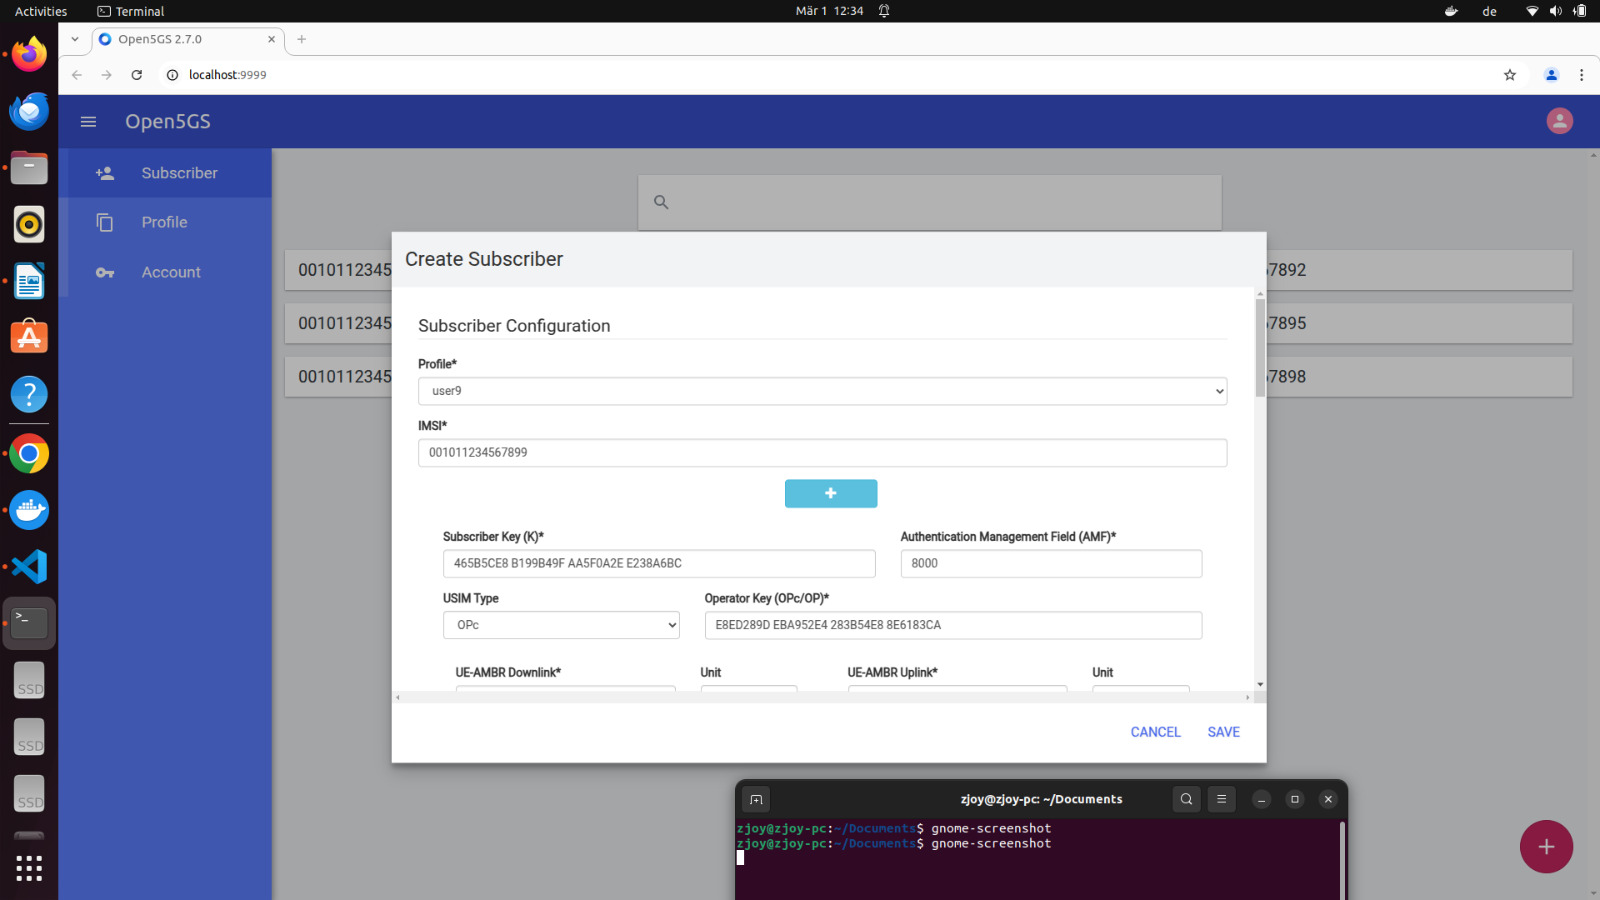 Activities
Terminal
Mär 1 12:34
de
Open5GS 2.7.0
localhost:9999
Open5GS
Subscriber
Profile
Account
0010112345
7892
0010112345
7895
0010112345
7898
Create Subscriber
Subscriber Configuration
Profile*
user9
IMSI*
001011234567899
Subscriber Key (K)*
Authentication Management Field (AMF)*
465B5CE8 B199B49F AA5F0A2E E238A6BC
8000
USIM Type
Operator Key (OPc/OP)*
OPc
E8ED289D EBA952E4 283B54E8 8E6183CA
UE-AMBR Downlink*
Unit
UE-AMBR Uplink*
Unit
CANCEL
SAVE
zjoy@zjoy-pc: ~/Documents
zjoy@zjoy-pc:~/Documents$ gnome-screenshot
zjoy@zjoy-pc:~/Documents$ gnome-screenshot
SSD
SSD
SSD